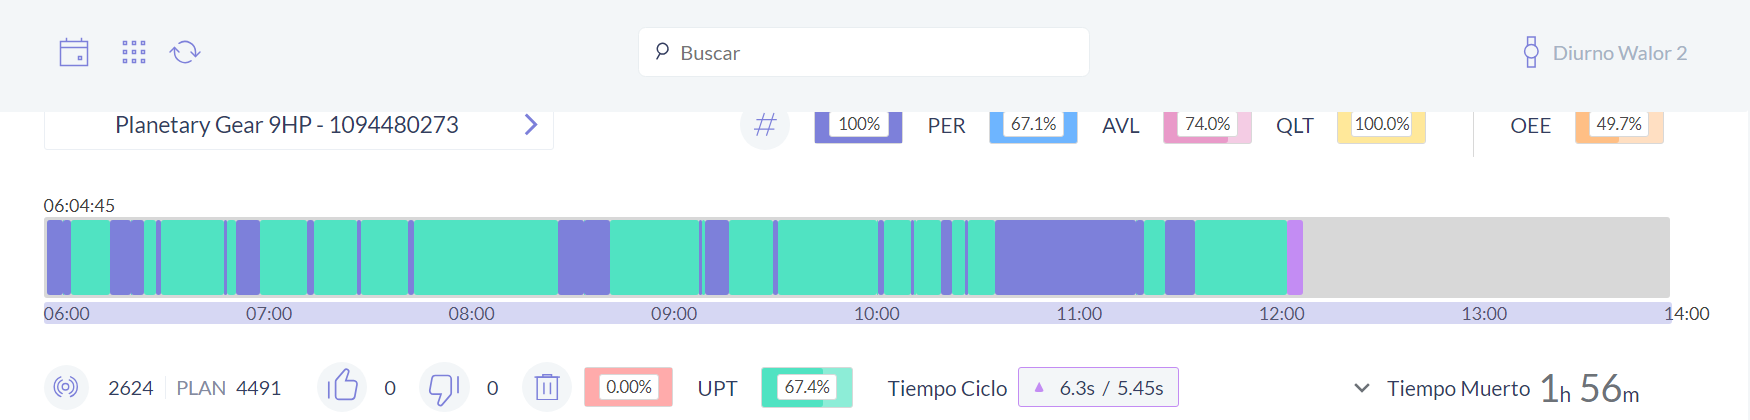 Buscar
Diurno Walor 2
Planetary Gear 9HP - 1094480273
# 100% PER 67.1% AVL 74.0% QLT 100.0% OEE 49.7%
06:04:45
06:00 07:00 08:00 09:00 10:00 11:00 12:00 13:00 14:00
2624 PLAN 4491 0 0 0.00% UPT 67.4% Tiempo Ciclo 6.3s / 5.45s Tiempo Muerto 1h 56m